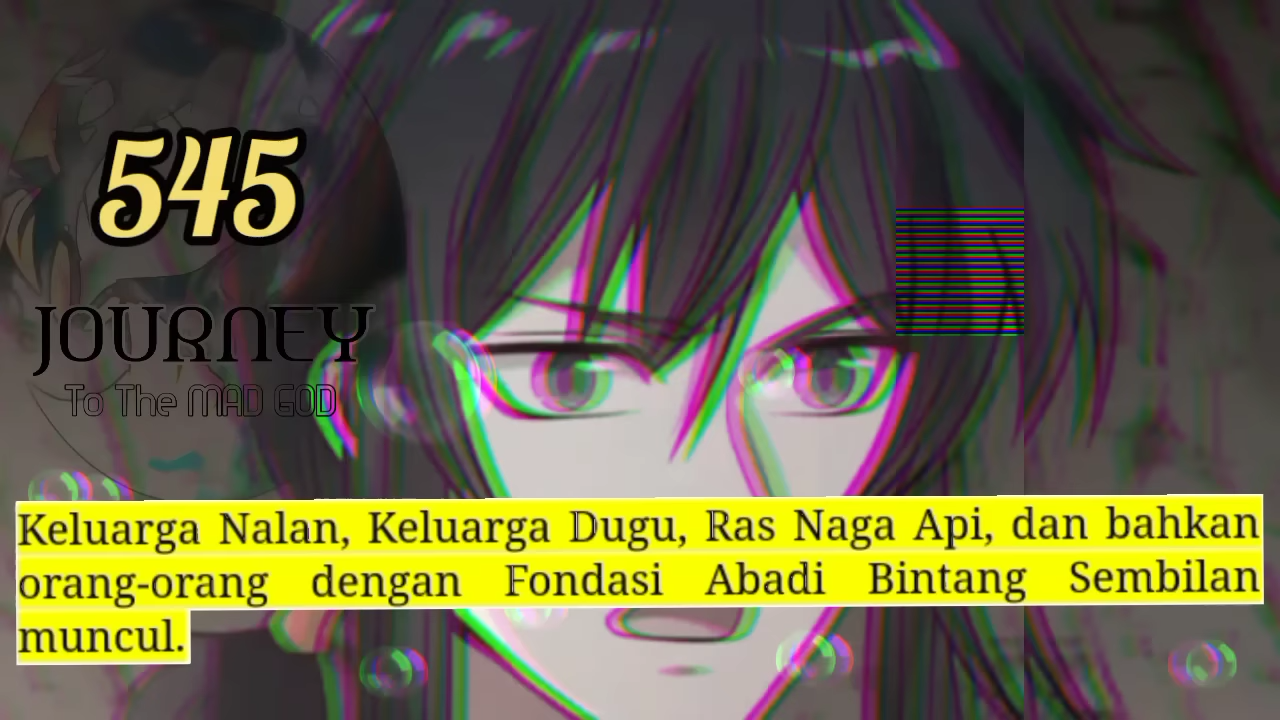 545
JOURNEY
To The MAD GOD
Keluarga Nalan, Keluarga Dugu, Ras Naga Api, dan bahkan
orang-orang dengan Fondasi Abadi Bintang Sembilan
muncul.